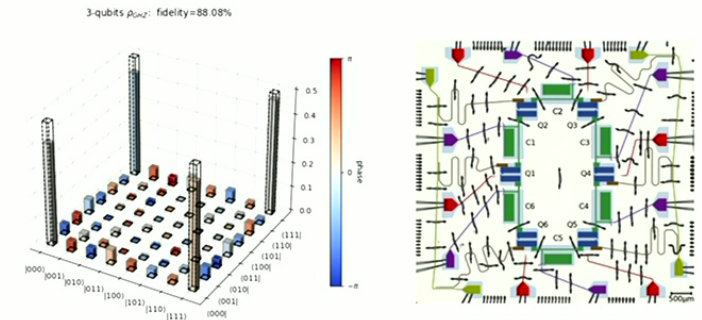 3-qubits ρGHZ: fidelity=88.08%
π
0.5
0.4
0.3
0.2
0.1
0.0
0
phase
-π
|000⟩
|001⟩
|010⟩
|011⟩
|100⟩
|101⟩
|110⟩
|111⟩
⟨111|
⟨110|
⟨101|
⟨100|
⟨011|
⟨010|
⟨001|
⟨000|
C2
Q2 Q3
C1 C3
Q1 Q4
C6 C4
Q6 Q5
C5
500μm